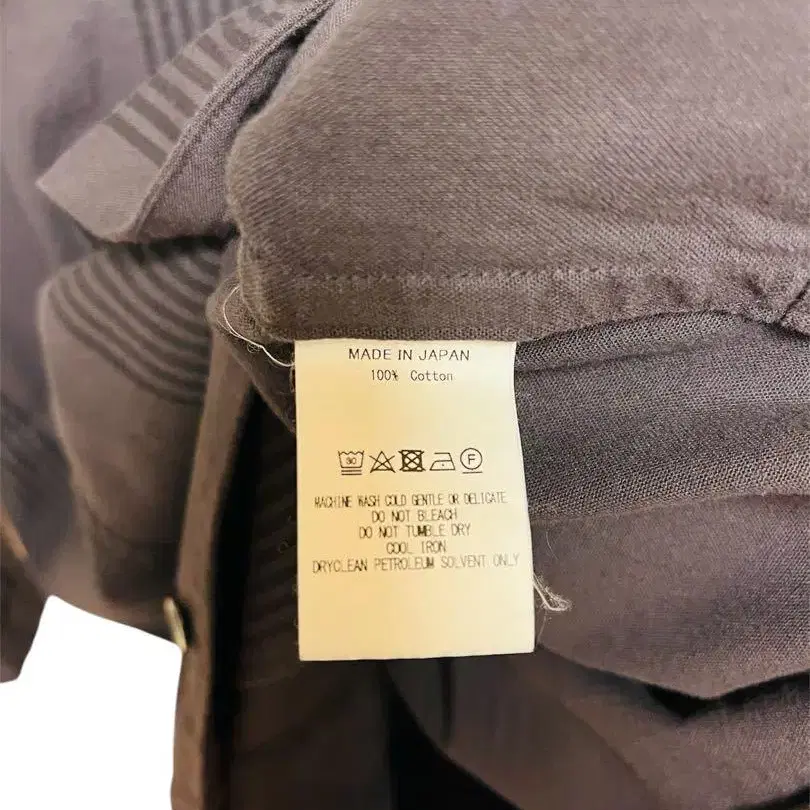 MADE IN JAPAN
100% Cotton
30 F
MACHINE WASH COLD GENTLE OR DELICATE
DO NOT BLEACH
DO NOT TUMBLE DRY
COOL IRON
DRYCLEAN PETROLEUM SOLVENT ONLY